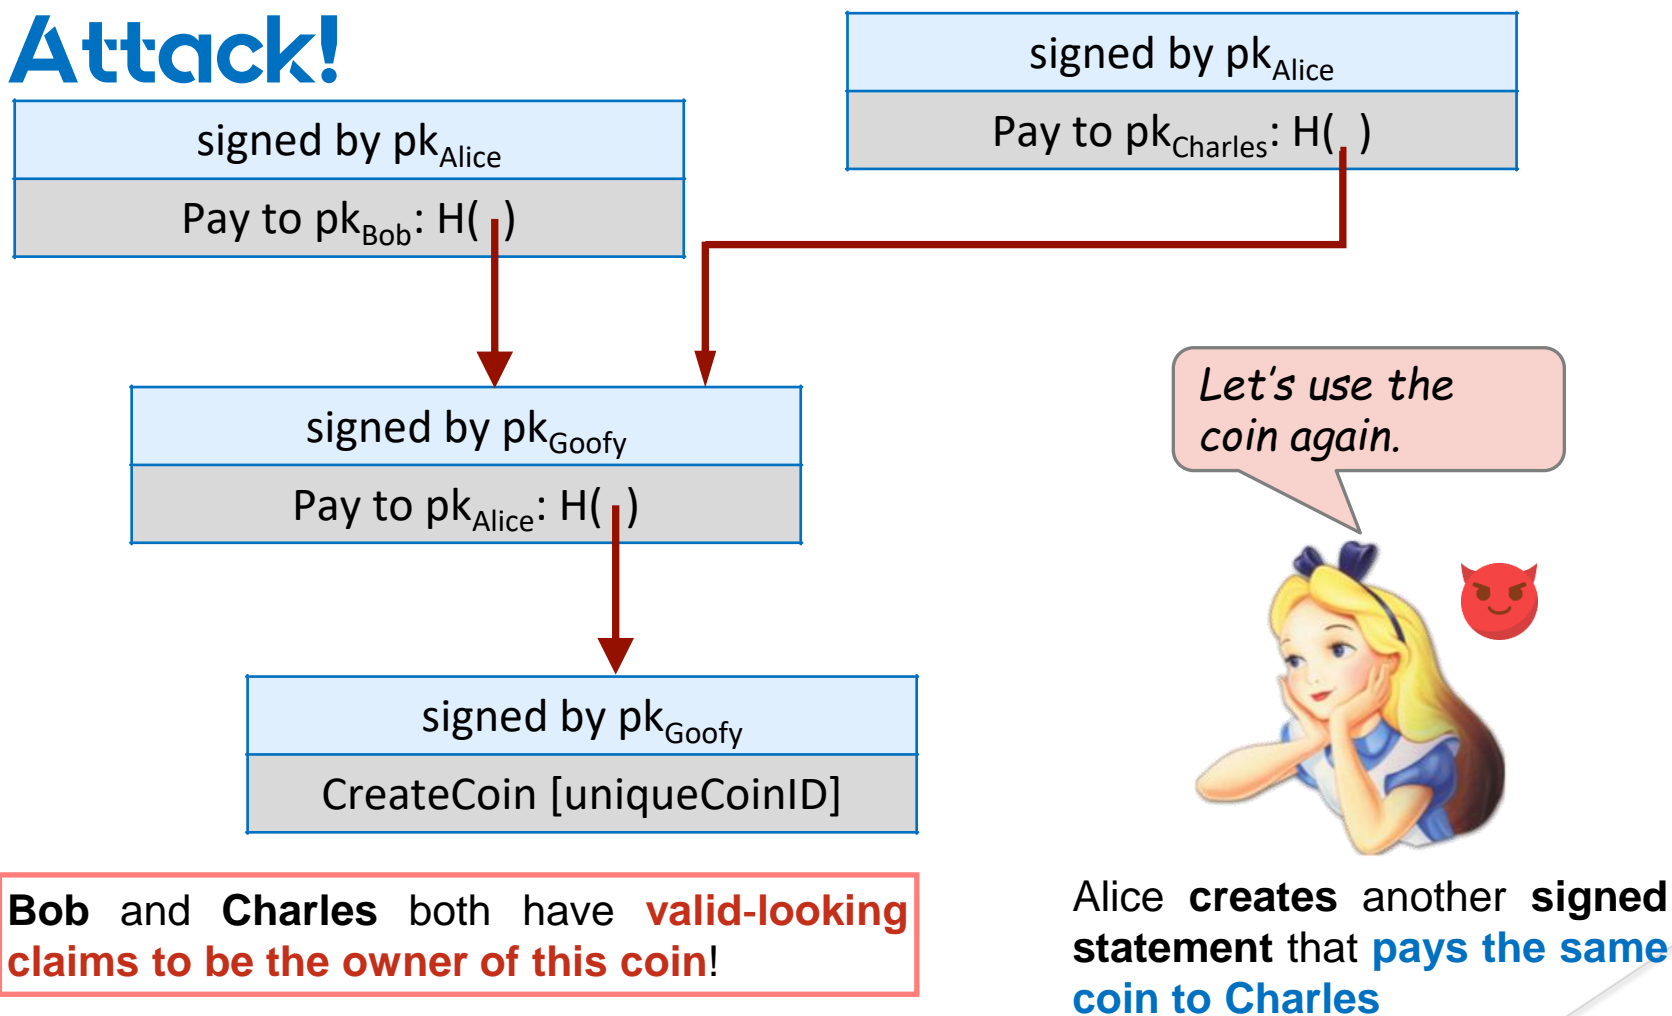 Attack!
signed by pkAlice
Pay to pkBob: H( )
signed by pkAlice
Pay to pkCharles: H( )
signed by pkGoofy
Pay to pkAlice: H( )
signed by pkGoofy
CreateCoin [uniqueCoinID]
Let's use the
coin again.
Bob and Charles both have valid-looking
claims to be the owner of this coin!
Alice creates another signed
statement that pays the same
coin to Charles